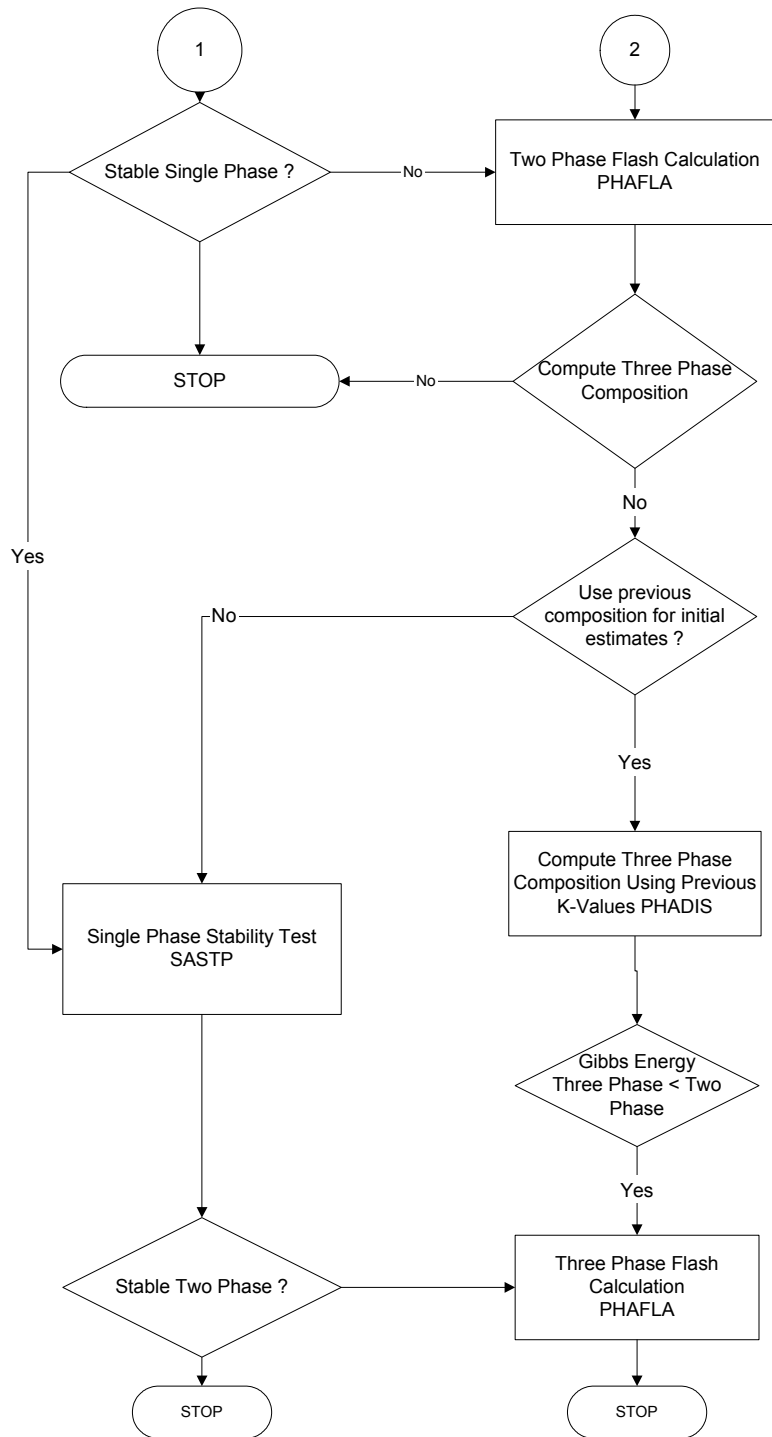 1
2
Stable Single Phase ?
No
Two Phase Flash Calculation
PHAFLA
STOP
No
Compute Three Phase
Composition
No
Yes
No
Use previous
composition for initial
estimates ?
Yes
Compute Three Phase
Composition Using Previous
K-Values PHADIS
Single Phase Stability Test
SASTP
Gibbs Energy
Three Phase < Two
Phase
Yes
Stable Two Phase ?
Three Phase Flash
Calculation
PHAFLA
STOP
STOP